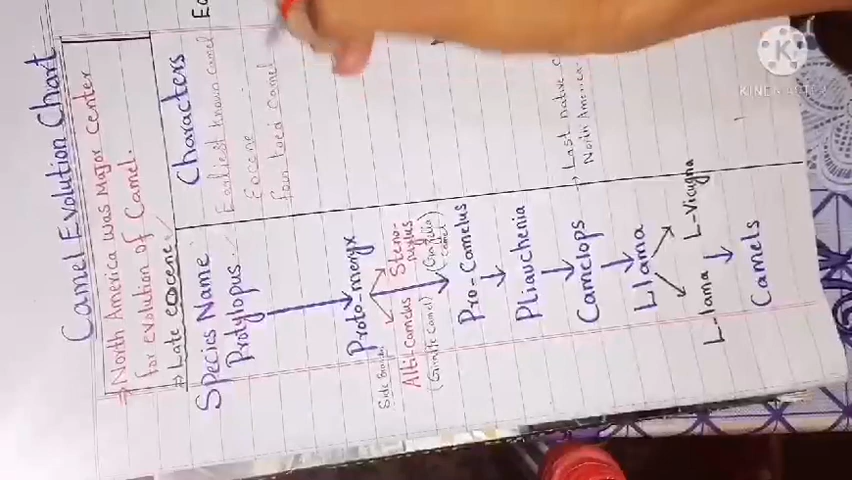 Camel Evolution Chart
⇒ North America was Major Center
for evolution of Camel.
⇒ Late eocene
Species Name
Characters
Protylopus.
Earliest known camel
Eocene
four toed Camel
Proto-meryx
Side Branch
Alticamelus
(Giraffe Camel)
Steno-
mylus
(Gazelle
Camel)
Pro-Camelus
Pliauchenia
Camelops
→ Last native c
North America
Llama
L-lama
L-Vicugna
Camels
KINEMASTER